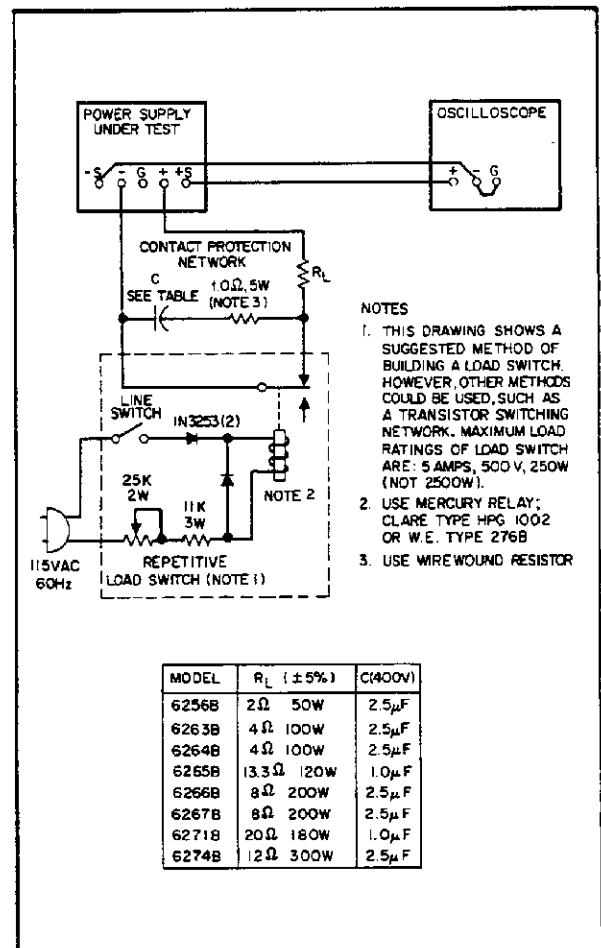 POWER SUPPLY
UNDER TEST
-S - G + +S
OSCILLOSCOPE
+ - G
CONTACT PROTECTION
NETWORK
C
SEE TABLE
1.0Ω, 5W
(NOTE 3)
RL
LINE
SWITCH
1N3253(2)
25K
2W
11K
3W
NOTE 2
115VAC
60Hz
REPETITIVE
LOAD SWITCH (NOTE 1)
NOTES
1. THIS DRAWING SHOWS A
SUGGESTED METHOD OF
BUILDING A LOAD SWITCH.
HOWEVER, OTHER METHODS
COULD BE USED, SUCH AS
A TRANSISTOR SWITCHING
NETWORK. MAXIMUM LOAD
RATINGS OF LOAD SWITCH
ARE: 5 AMPS, 500 V, 250W
(NOT 2500W).
2. USE MERCURY RELAY;
CLARE TYPE HPG 1002
OR W.E. TYPE 276B
3. USE WIREWOUND RESISTOR
MODEL RL (±5%) C(400V)
6256B 2Ω 50W 2.5μF
6263B 4Ω 100W 2.5μF
6264B 4Ω 100W 2.5μF
6265B 13.3Ω 120W 1.0μF
6266B 8Ω 200W 2.5μF
6267B 8Ω 200W 2.5μF
6271B 20Ω 180W 1.0μF
6274B 12Ω 300W 2.5μF